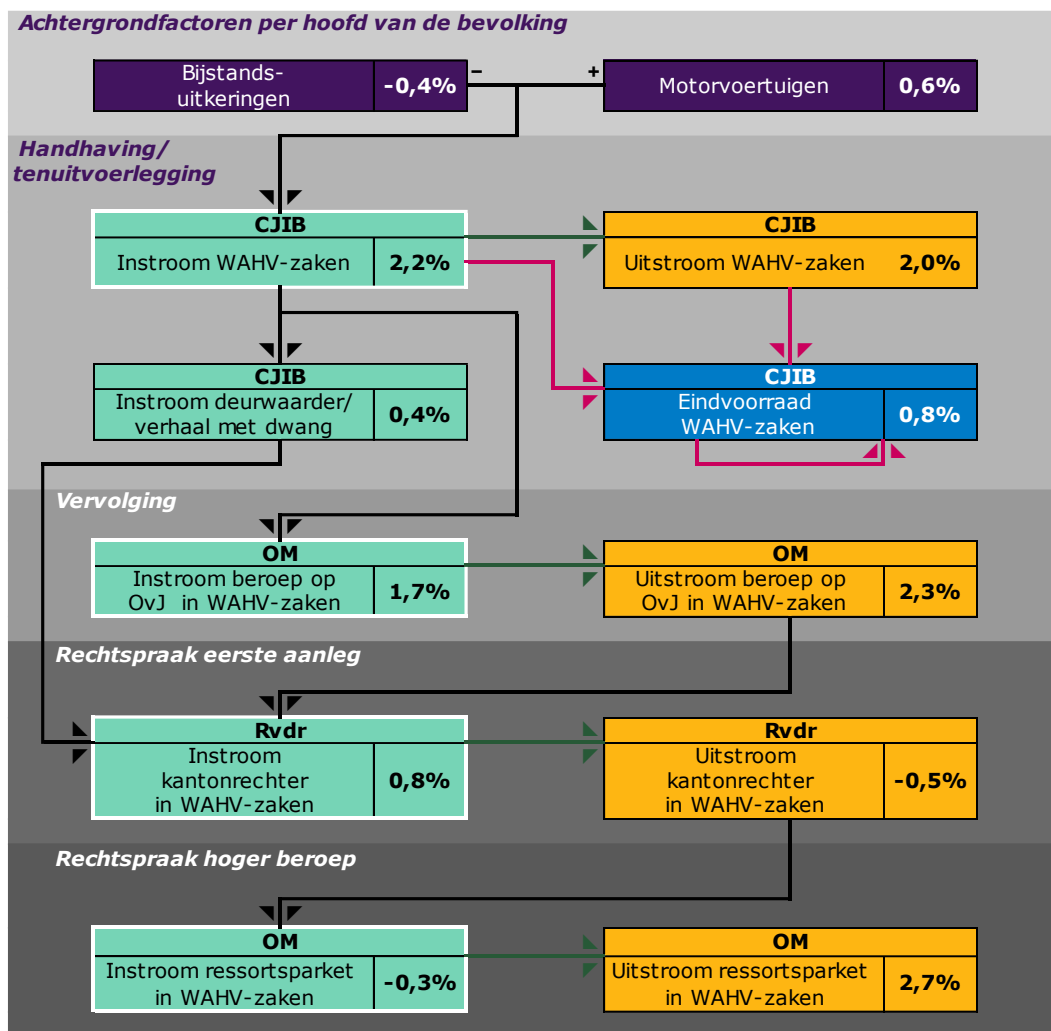 Achtergrondfactoren per hoofd van de bevolking
Bijstands-
uitkeringen
-0,4%
–
+
Motorvoertuigen
0,6%
Handhaving/
tenuitvoerlegging
CJIB
Instroom WAHV-zaken
2,2%
CJIB
Uitstroom WAHV-zaken
2,0%
CJIB
Instroom deurwaarder/
verhaal met dwang
0,4%
CJIB
Eindvoorraad
WAHV-zaken
0,8%
Vervolging
OM
Instroom beroep op
OvJ in WAHV-zaken
1,7%
OM
Uitstroom beroep op
OvJ in WAHV-zaken
2,3%
Rechtspraak eerste aanleg
Rvdr
Instroom
kantonrechter
in WAHV-zaken
0,8%
Rvdr
Uitstroom
kantonrechter
in WAHV-zaken
-0,5%
Rechtspraak hoger beroep
OM
Instroom ressortsparket
in WAHV-zaken
-0,3%
OM
Uitstroom ressortsparket
in WAHV-zaken
2,7%